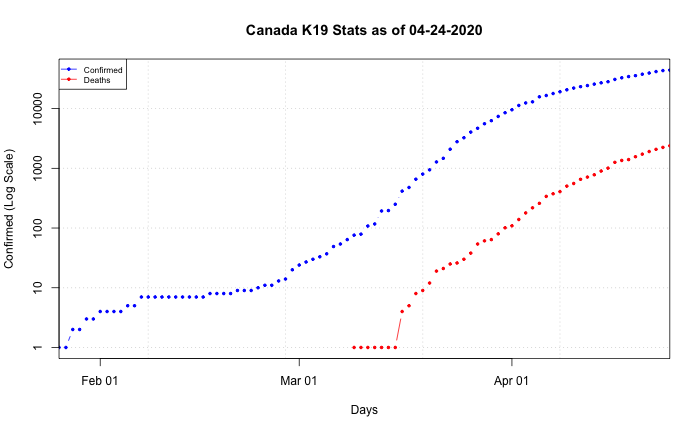 Canada K19 Stats as of 04-24-2020
Confirmed
Deaths
Confirmed (Log Scale)
10000
1000
100
10
1
Feb 01
Mar 01
Apr 01
Days